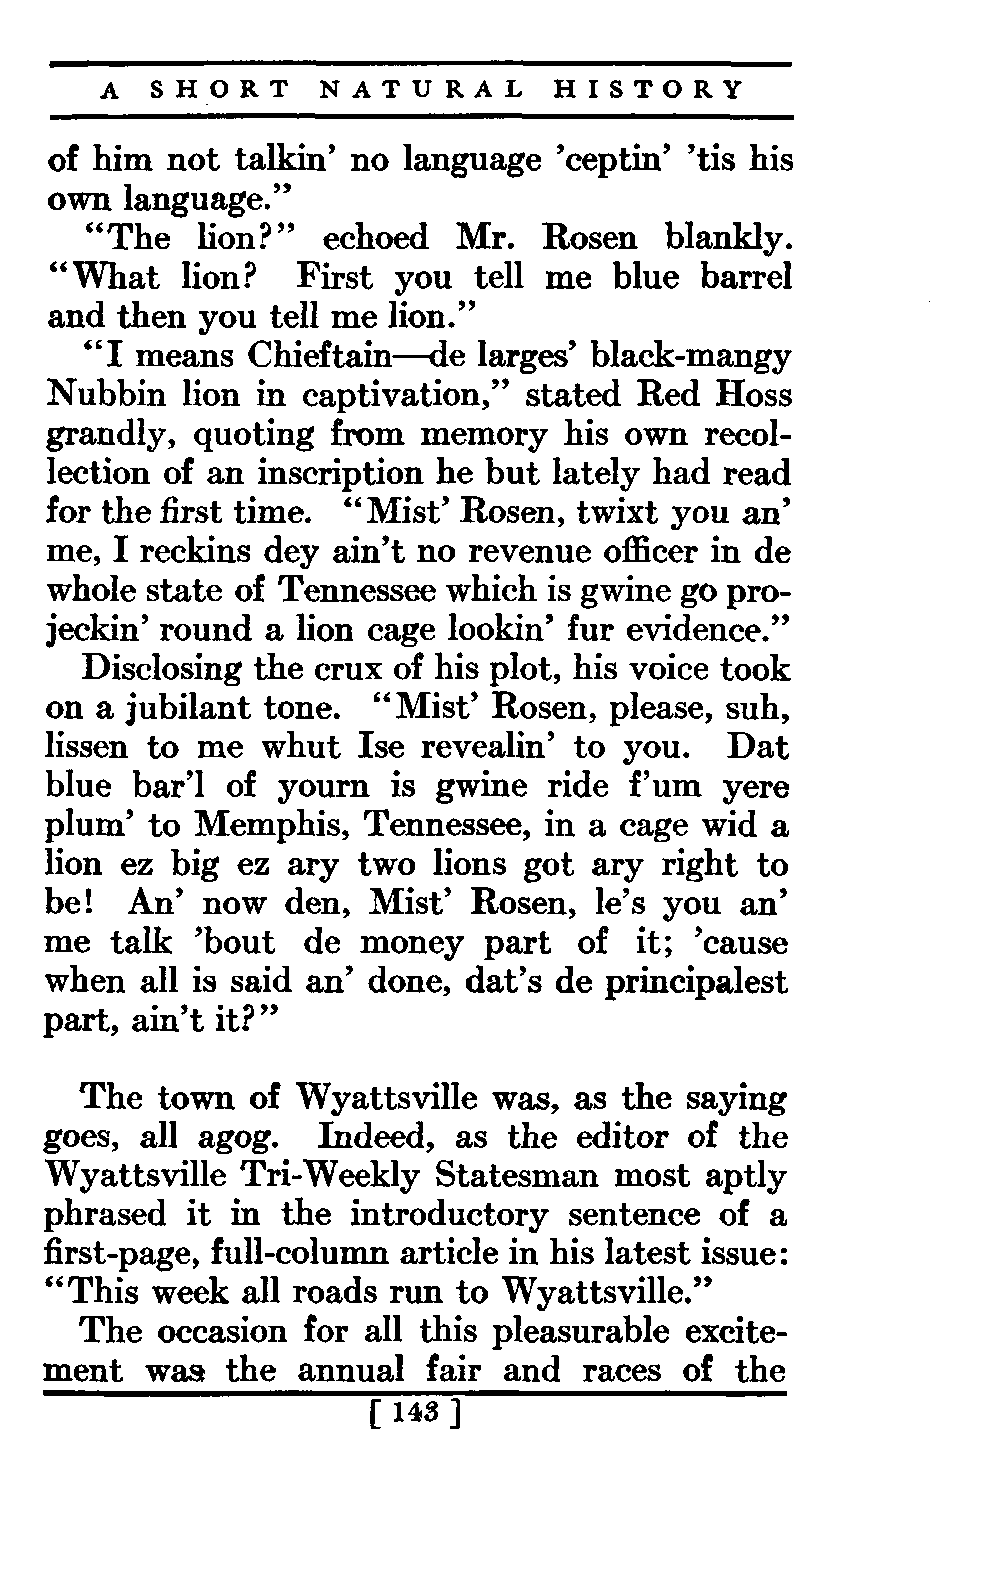 A SHORT NATURAL HISTORY
of him not talkin’ no language ’ceptin’ ’tis his
own language.”
“The lion?” echoed Mr. Rosen blankly.
“What lion? First you tell me blue barrel
and then you tell me lion.”
“I means Chieftain—de larges’ black-mangy
Nubbin lion in captivation,” stated Red Hoss
grandly, quoting from memory his own recol-
lection of an inscription he but lately had read
for the first time. “Mist’ Rosen, twixt you an’
me, I reckins dey ain’t no revenue officer in de
whole state of Tennessee which is gwine go pro-
jeckin’ round a lion cage lookin’ fur evidence.”
Disclosing the crux of his plot, his voice took
on a jubilant tone. “Mist’ Rosen, please, suh,
lissen to me whut Ise revealin’ to you. Dat
blue bar’l of yourn is gwine ride f’um yere
plum’ to Memphis, Tennessee, in a cage wid a
lion ez big ez ary two lions got ary right to
be! An’ now den, Mist’ Rosen, le’s you an’
me talk ’bout de money part of it; ’cause
when all is said an’ done, dat’s de principalest
part, ain’t it?”
The town of Wyattsville was, as the saying
goes, all agog. Indeed, as the editor of the
Wyattsville Tri-Weekly Statesman most aptly
phrased it in the introductory sentence of a
first-page, full-column article in his latest issue:
“This week all roads run to Wyattsville.”
The occasion for all this pleasurable excite-
ment was the annual fair and races of the
[ 143 ]